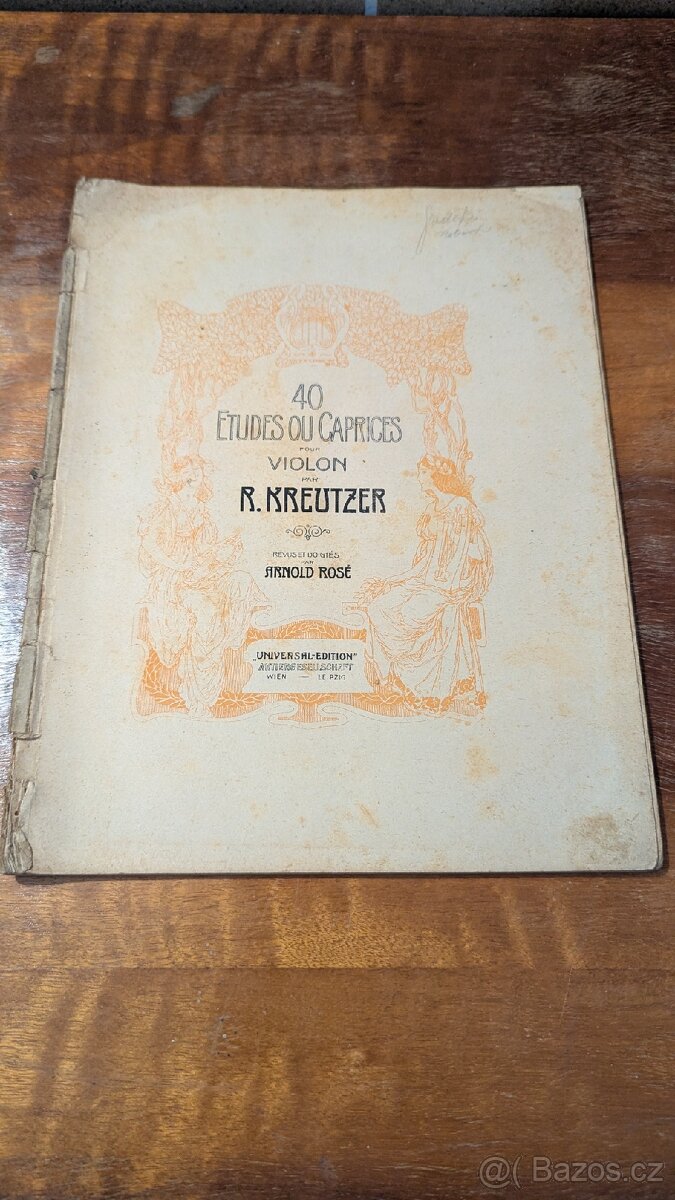 40
ETUDES OU CAPRICES
POUR
VIOLON
PAR
R. KREUTZER
REVUS ET DOIGTÉS
PAR
ARNOLD ROSÉ
„UNIVERSAL-EDITION"
AKTIENGESELLSCHAFT
WIEN — LEIPZIG
@( Bazos.cz